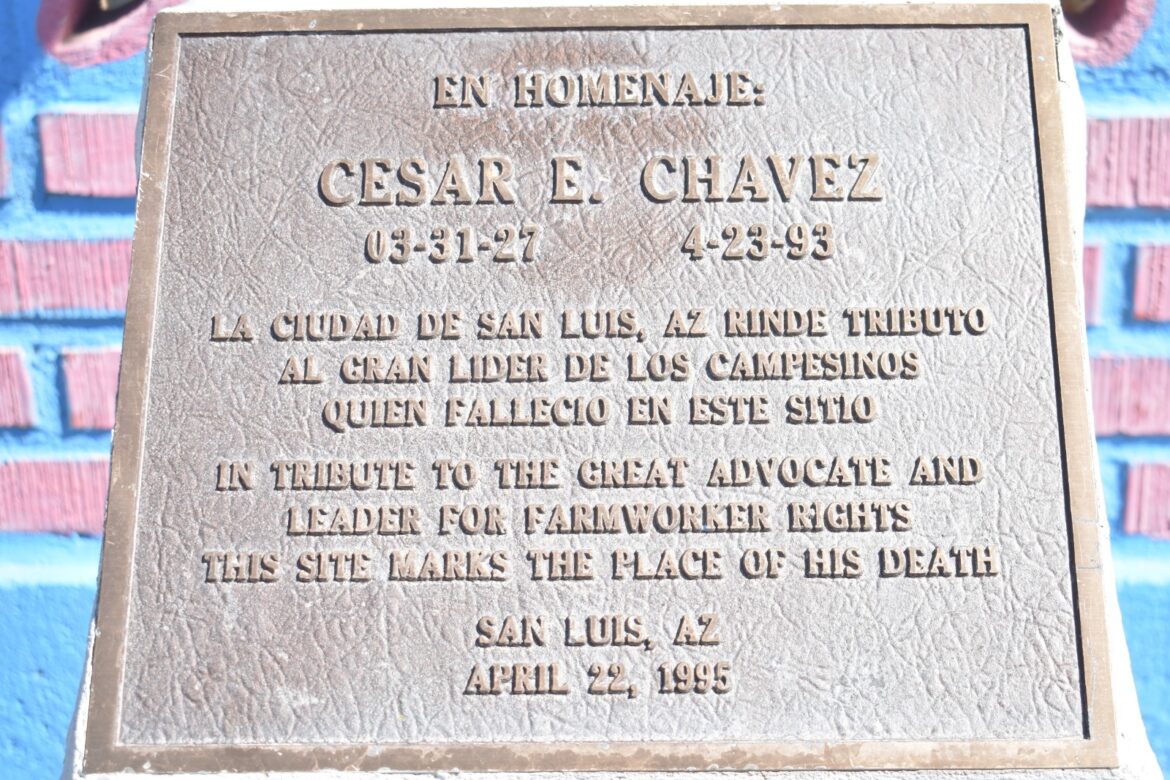 EN HOMENAJE:
CESAR E. CHAVEZ
03-31-27 4-23-93
LA CIUDAD DE SAN LUIS, AZ RINDE TRIBUTO
AL GRAN LIDER DE LOS CAMPESINOS
QUIEN FALLECIO EN ESTE SITIO
IN TRIBUTE TO THE GREAT ADVOCATE AND
LEADER FOR FARMWORKER RIGHTS
THIS SITE MARKS THE PLACE OF HIS DEATH
SAN LUIS, AZ
APRIL 22, 1995